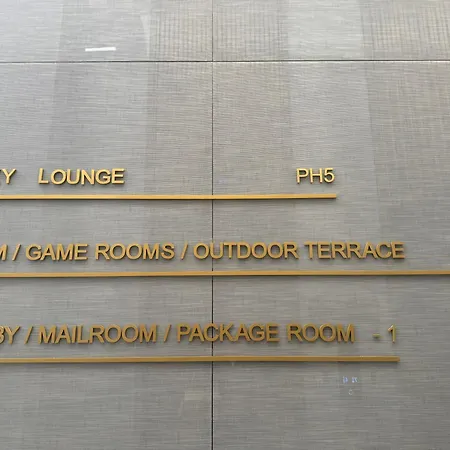 Y LOUNGE PH5
M / GAME ROOMS / OUTDOOR TERRACE
BY / MAILROOM / PACKAGE ROOM - 1